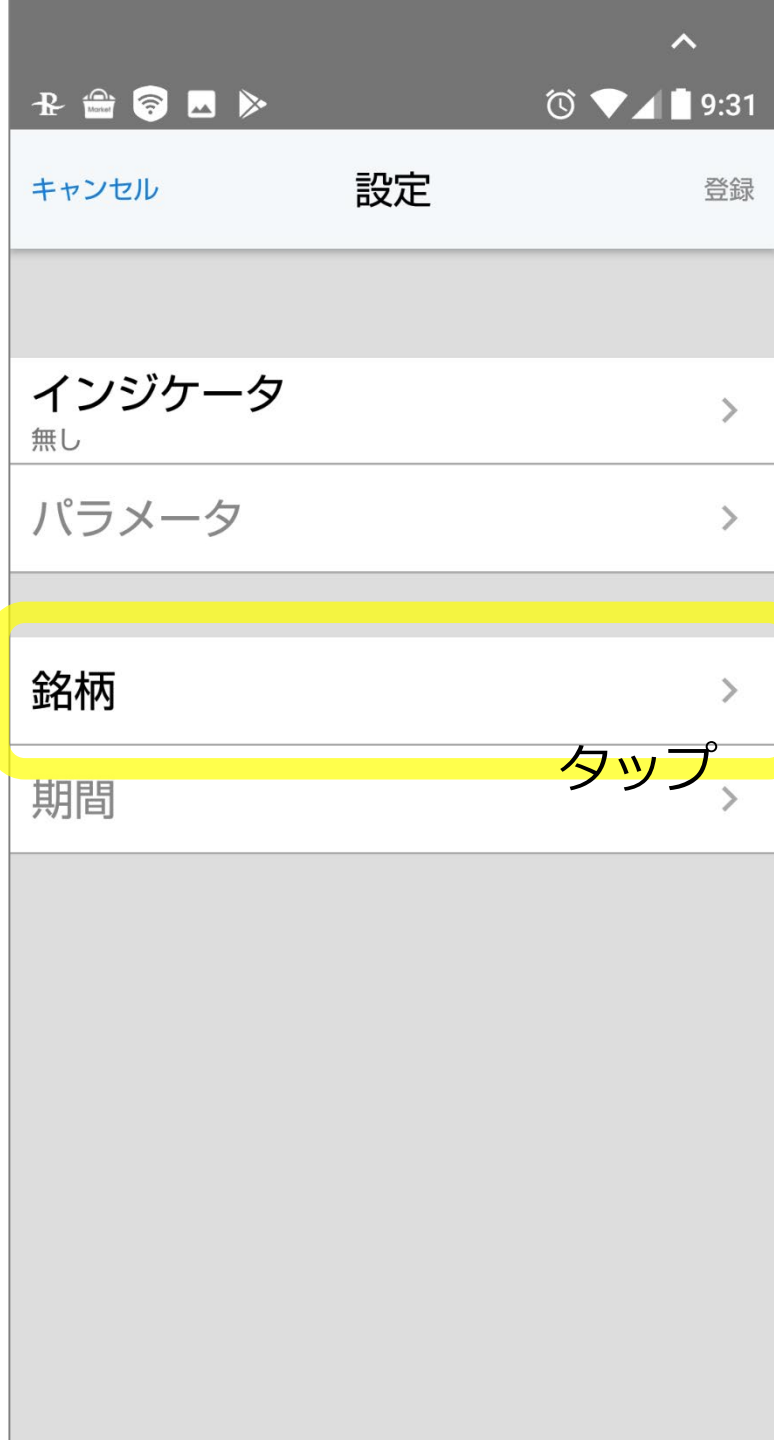 Market
9:31
キャンセル 設定 登録
インジケータ
無し
パラメータ
銘柄
タップ
期間